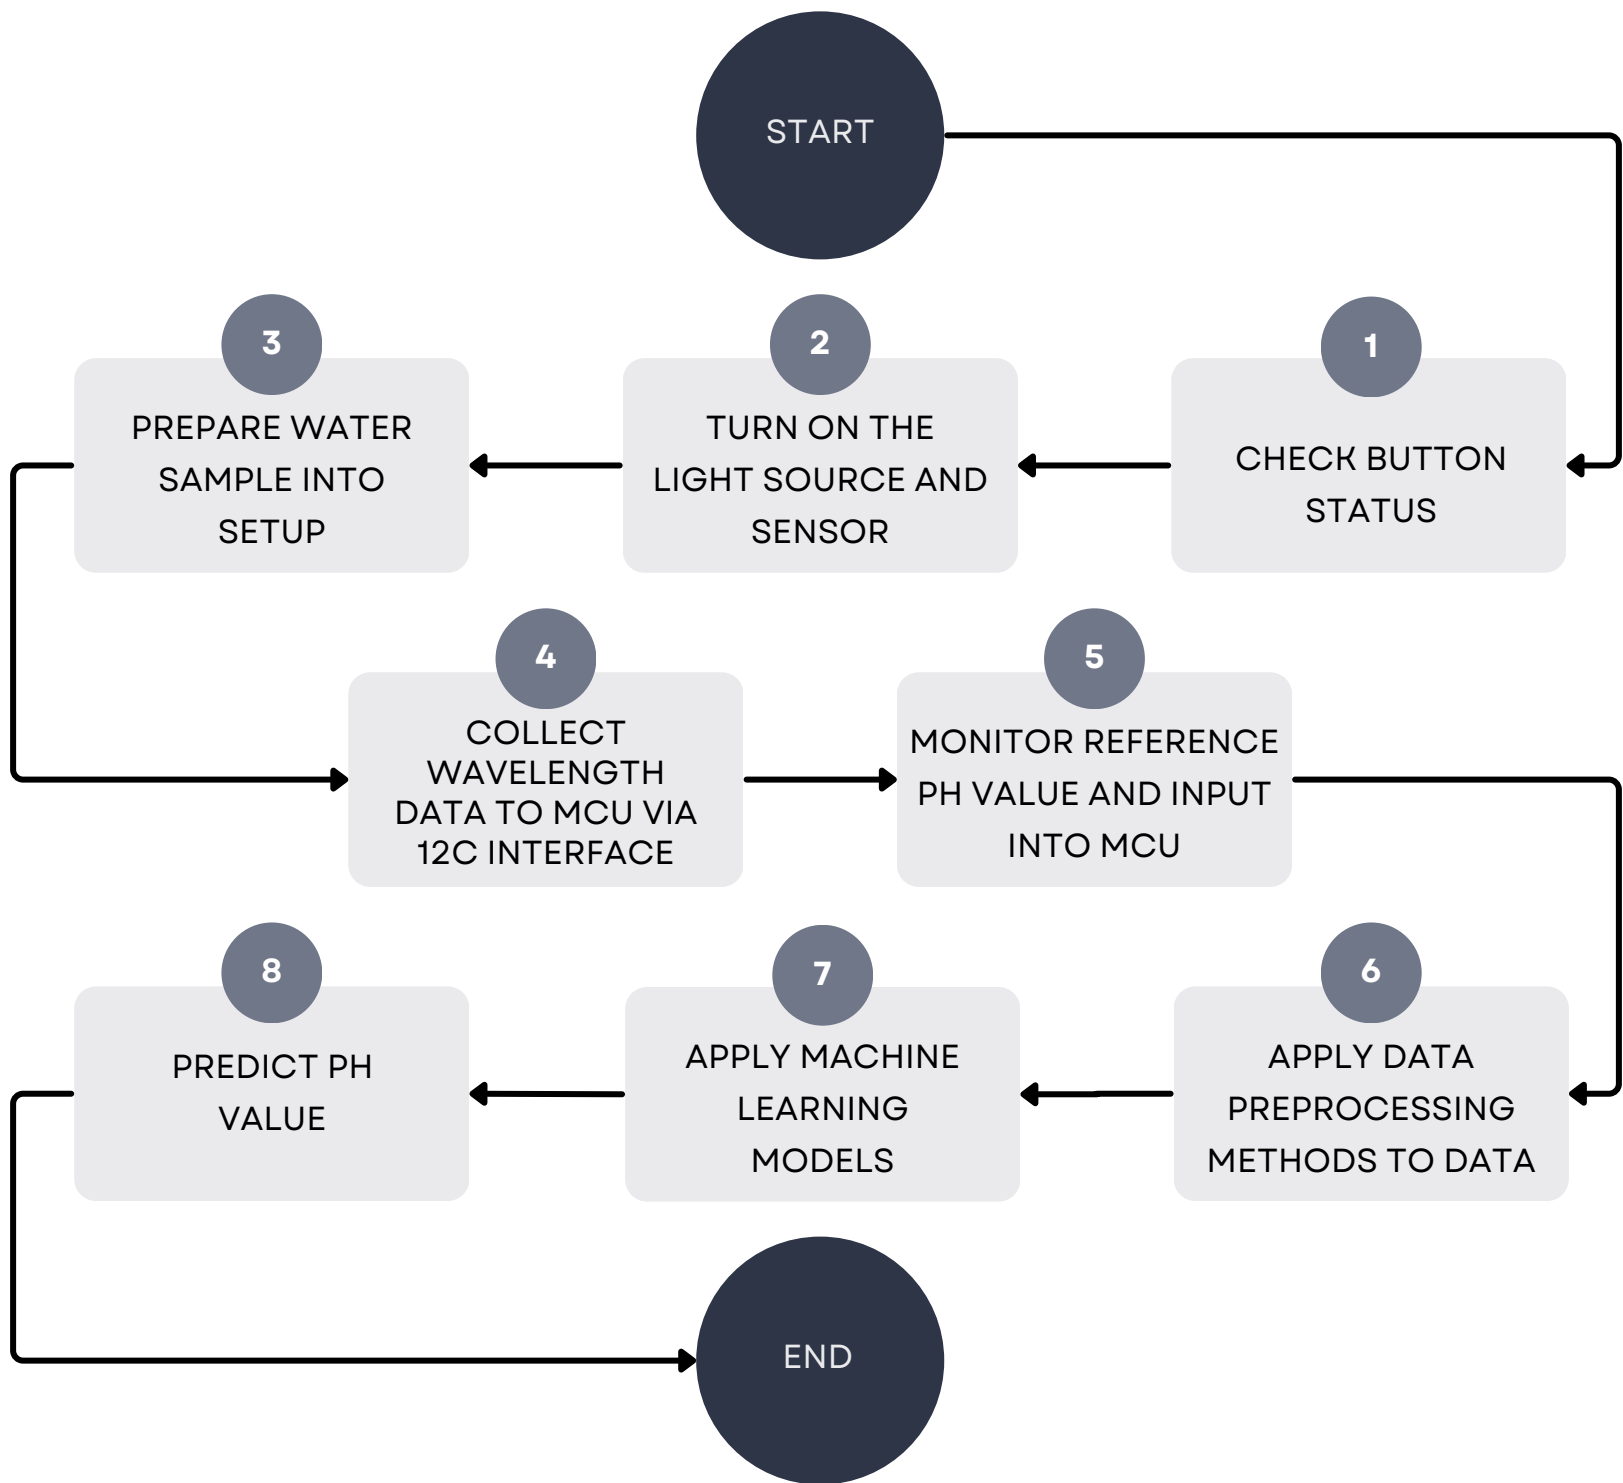 START
1
CHECK BUTTON
STATUS
2
TURN ON THE
LIGHT SOURCE AND
SENSOR
3
PREPARE WATER
SAMPLE INTO
SETUP
4
COLLECT
WAVELENGTH
DATA TO MCU VIA
12C INTERFACE
5
MONITOR REFERENCE
PH VALUE AND INPUT
INTO MCU
6
APPLY DATA
PREPROCESSING
METHODS TO DATA
7
APPLY MACHINE
LEARNING
MODELS
8
PREDICT PH
VALUE
END